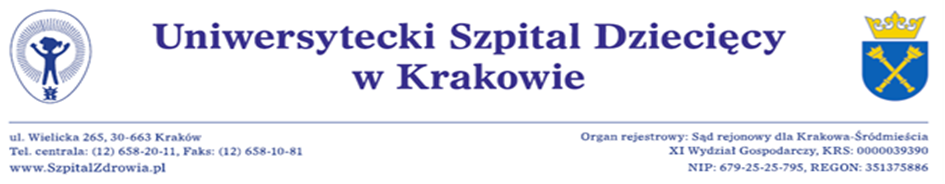 Uniwersytecki Szpital Dziecięcy
w Krakowie
ul. Wielicka 265, 30-663 Kraków
Tel. centrala: (12) 658-20-11, Faks: (12) 658-10-81
www.SzpitalZdrowia.pl
Organ rejestrowy: Sąd rejonowy dla Krakowa-Śródmieścia
XI Wydział Gospodarczy, KRS: 0000039390
NIP: 679-25-25-795, REGON: 351375886